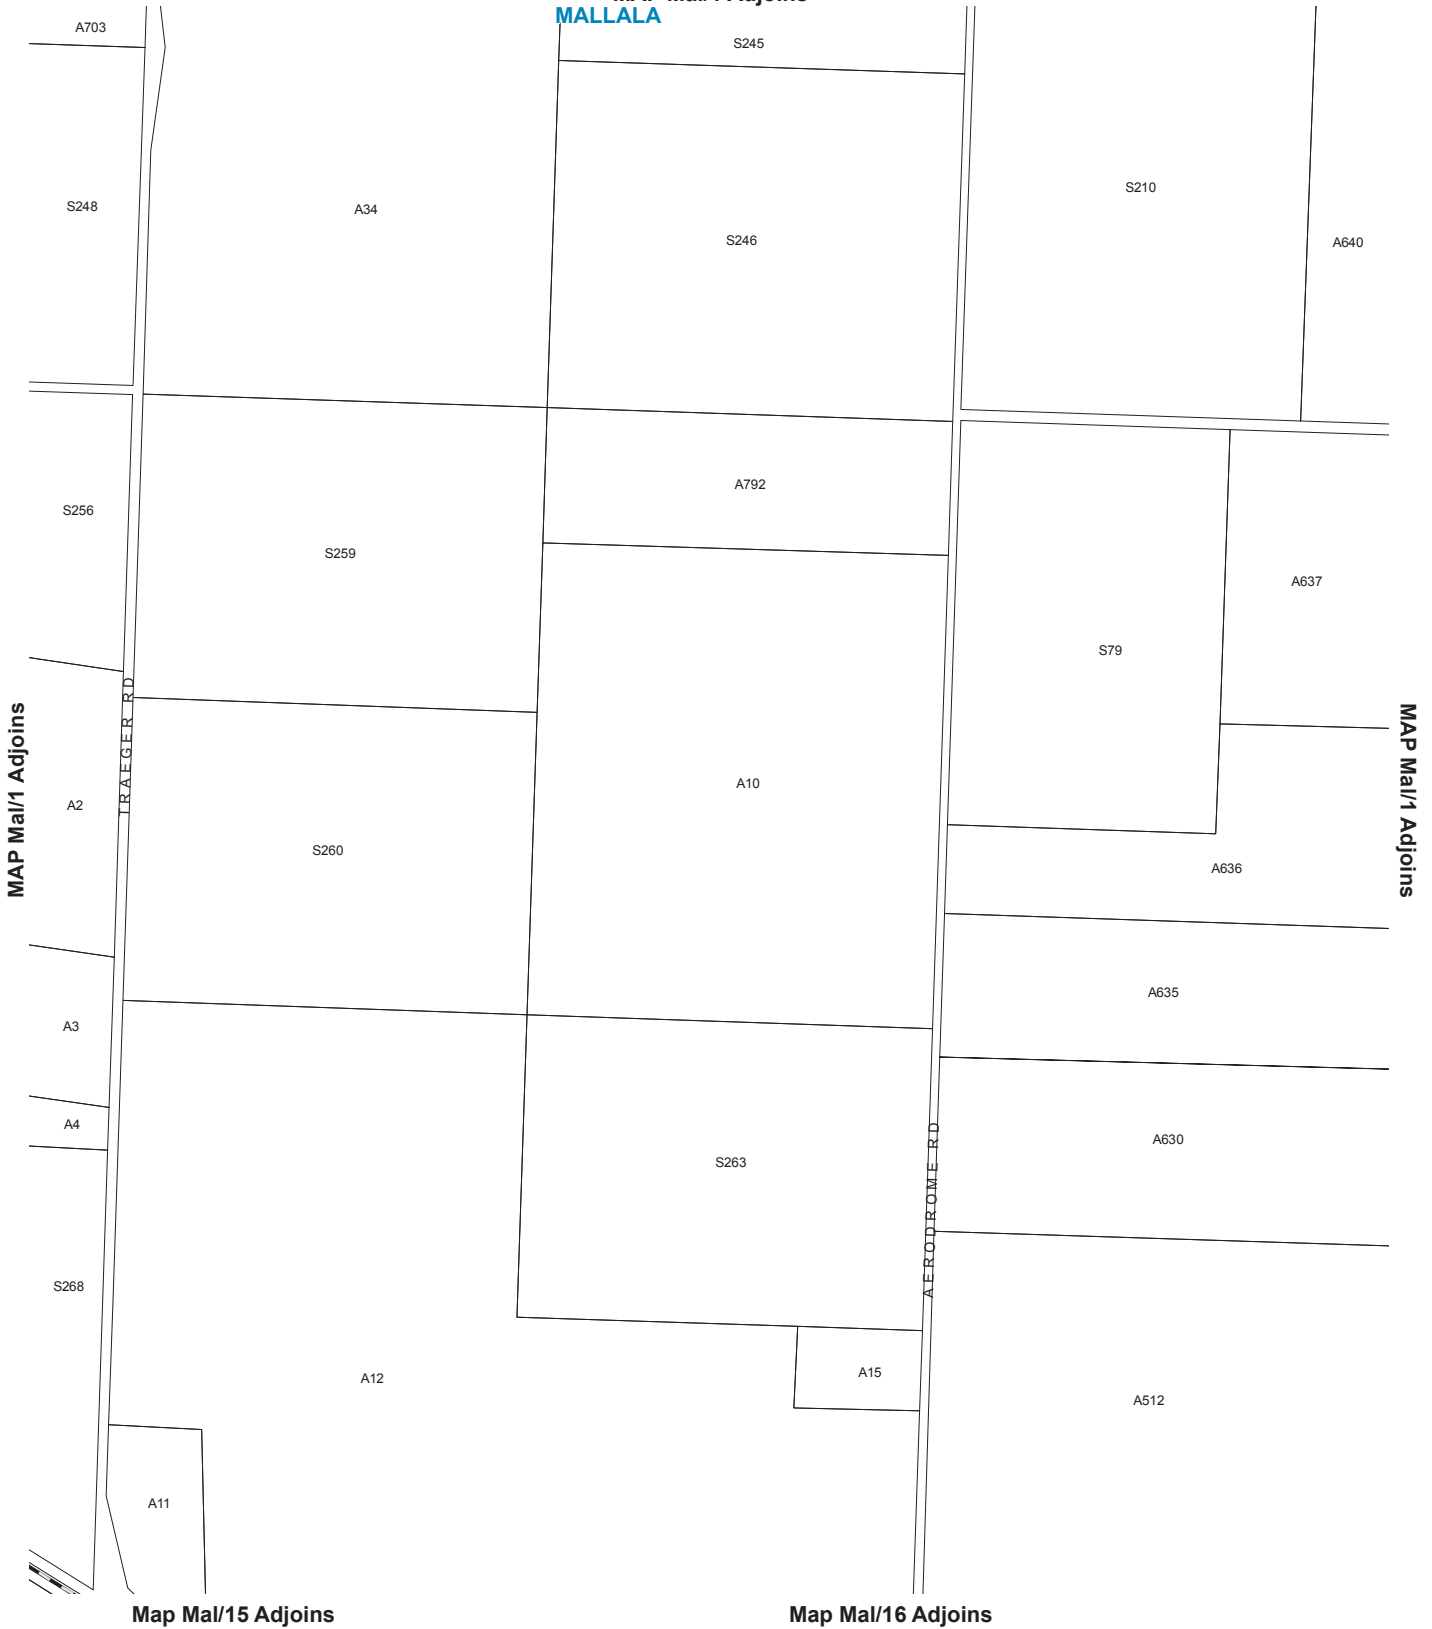 MALLALA
A703
S245
S248
A34
S246
S210
A640
S256
S259
A792
A637
S79
TRAEGER RD
MAP Mal/1 Adjoins
MAP Mal/1 Adjoins
A2
A10
S260
A636
A635
A3
A4
A630
S263
AERODROME RD
S268
A12
A15
A512
A11
Map Mal/15 Adjoins
Map Mal/16 Adjoins